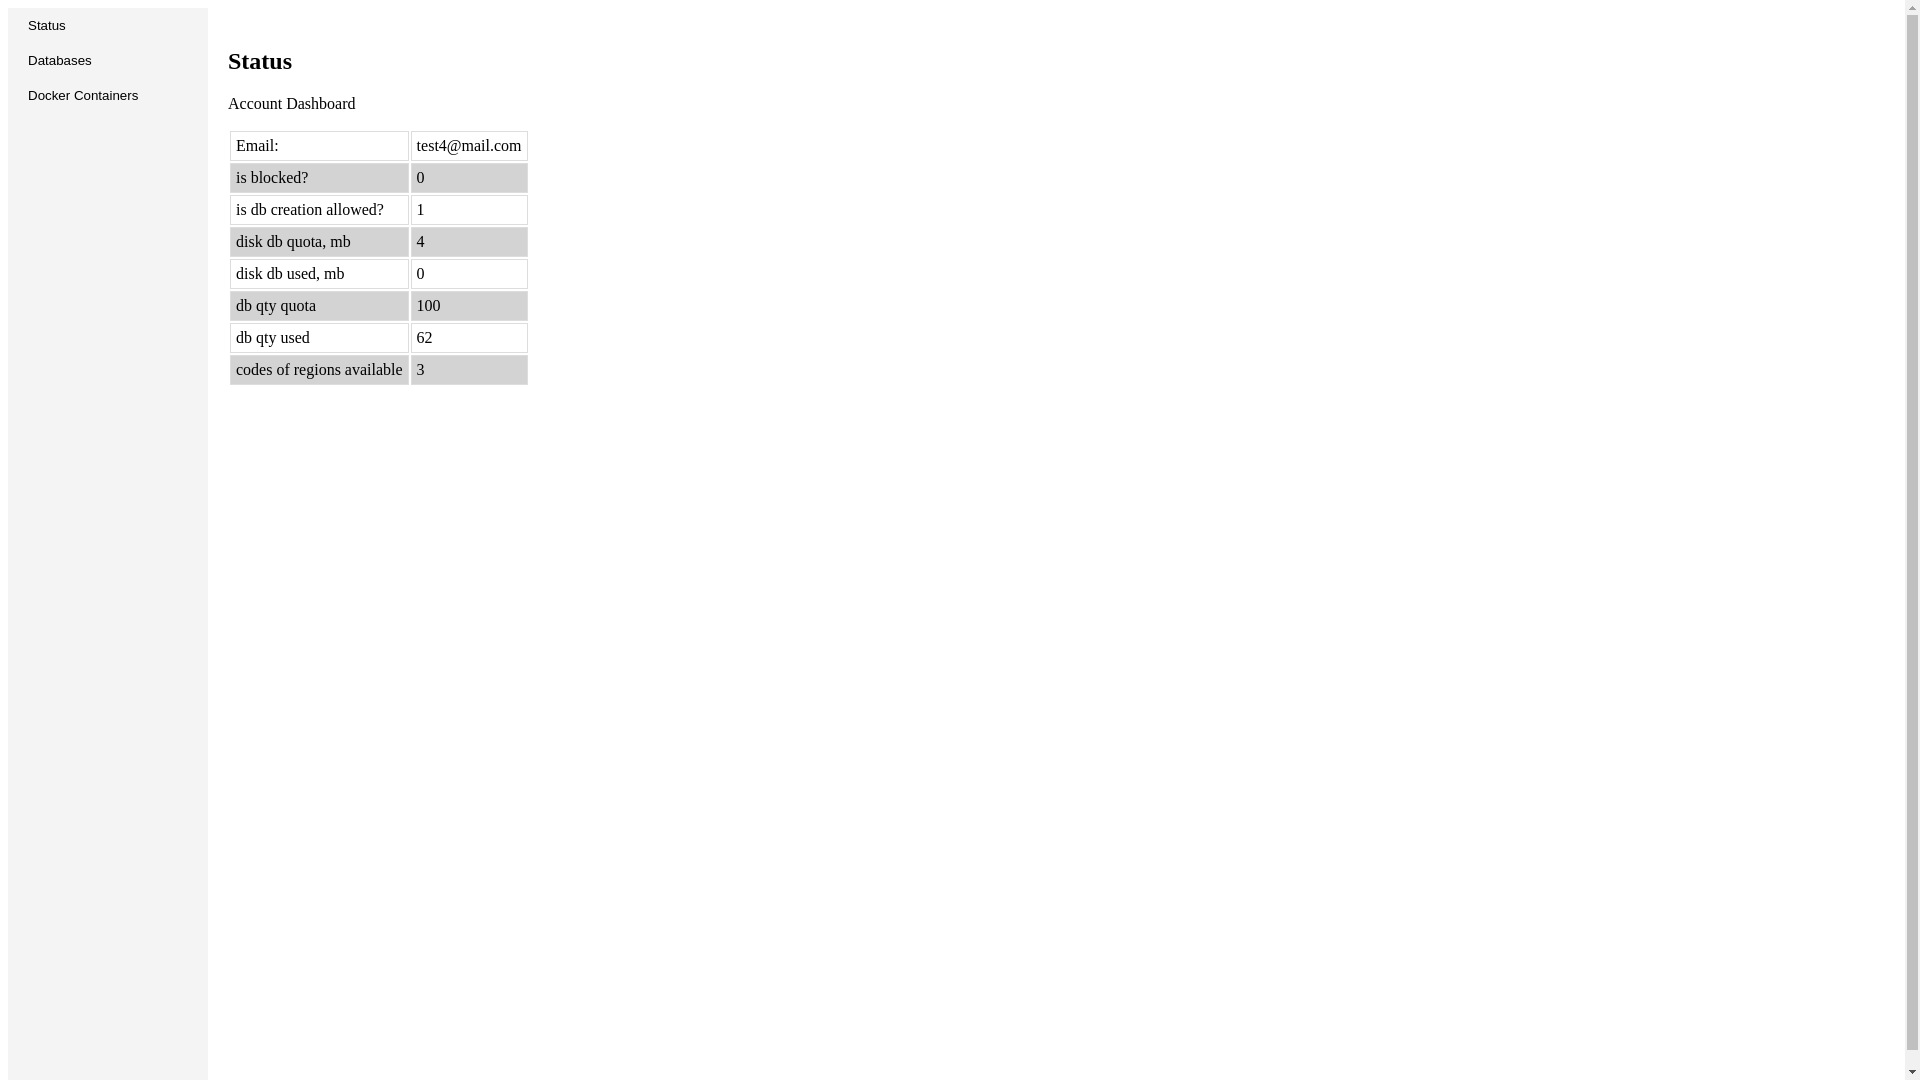 Status
Databases
Docker Containers
Status
Account Dashboard
Email: test4@mail.com
is blocked? 0
is db creation allowed? 1
disk db quota, mb 4
disk db used, mb 0
db qty quota 100
db qty used 62
codes of regions available 3